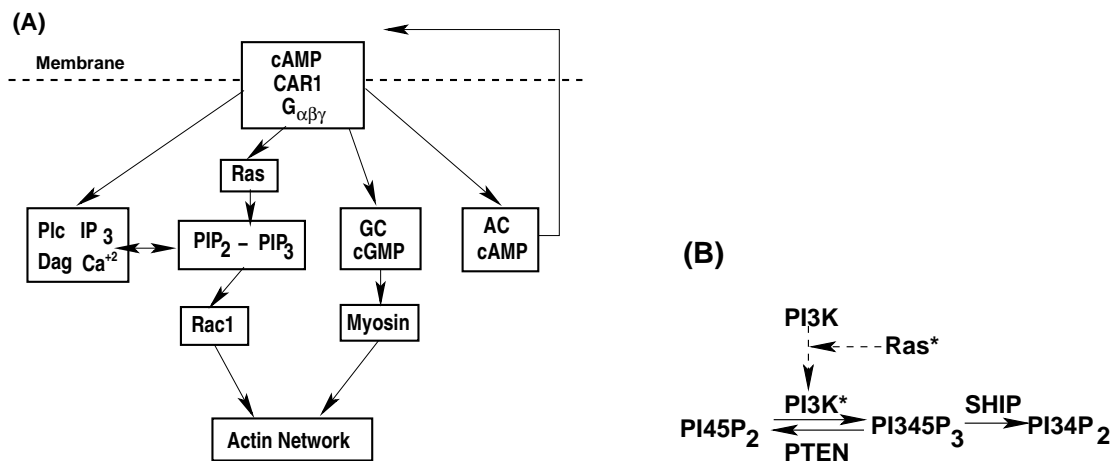 (A)
Membrane
cAMP
CAR1
Gαβγ
Ras
Plc IP3
Dag Ca+2
PIP2 – PIP3
GC
cGMP
AC
cAMP
Rac1
Myosin
Actin Network
(B)
PI3K
Ras*
PI3K*
SHIP
PI45P2 PI345P3 PI34P2
PTEN